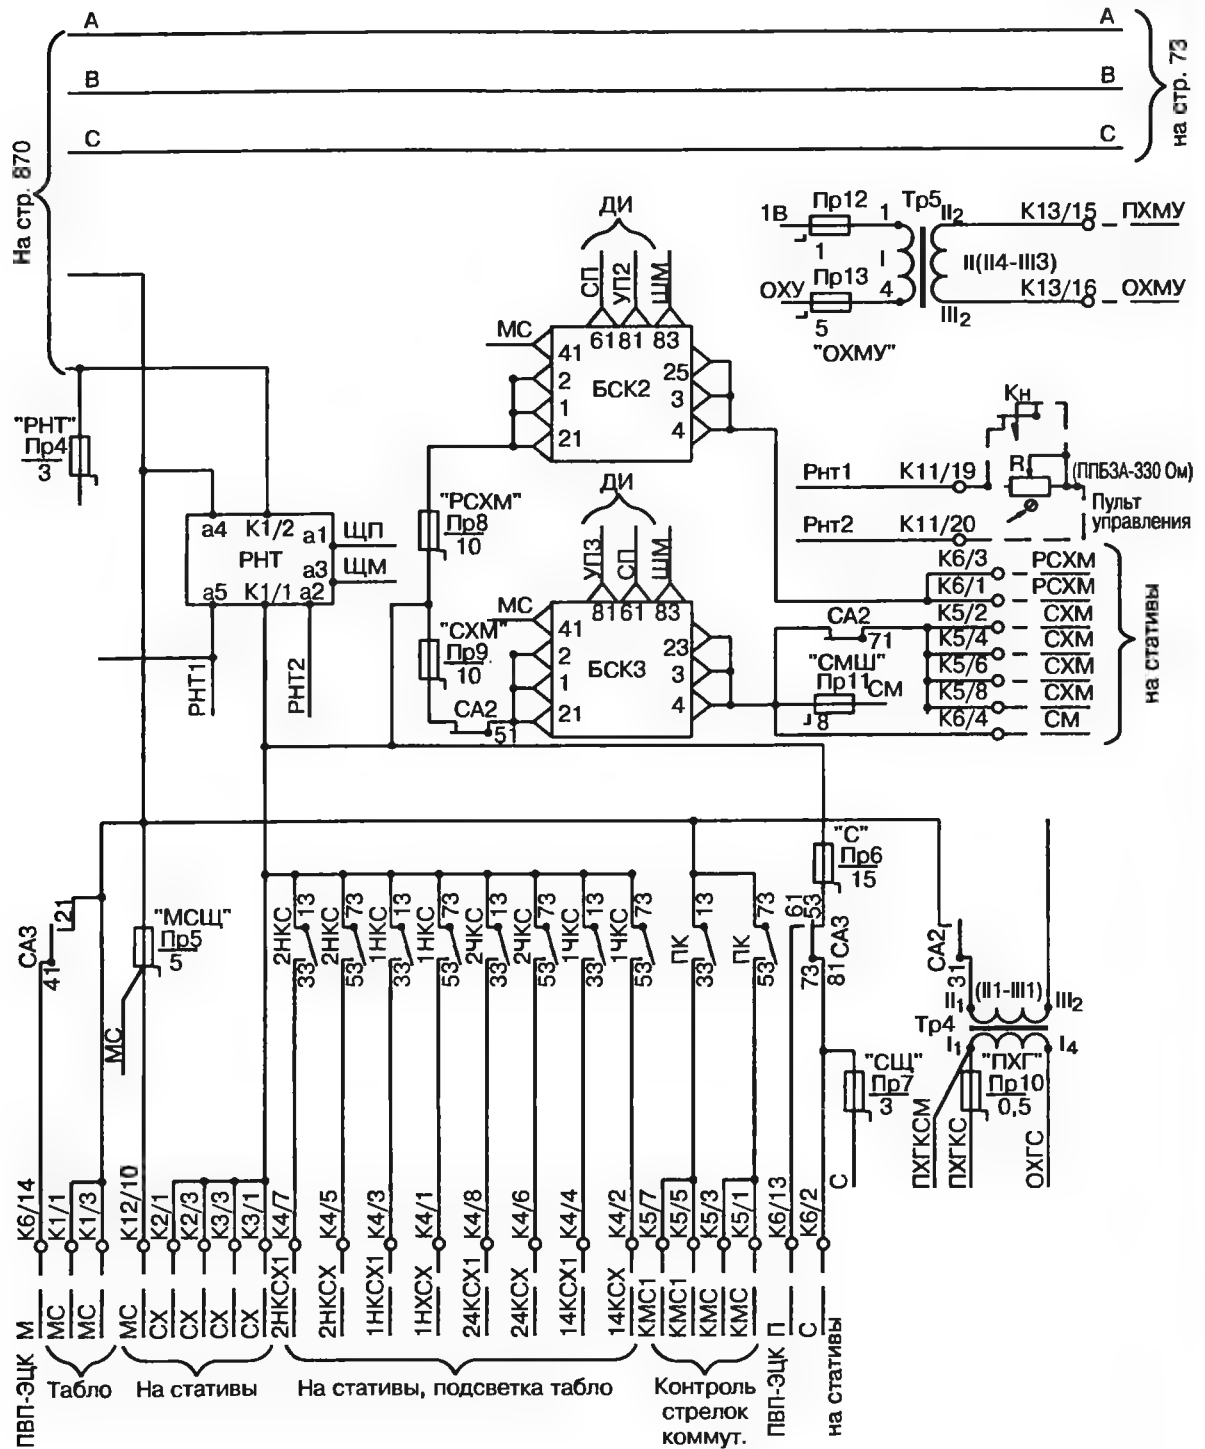 А
А
В
В
С
С
На стр. 870
на стр. 73
ДИ
СП
УП2
ШМ
МС
41
61
81
83
2
1
21
БСК2
25
3
4
1В
Пр12
1
1
Тр5
II₂
К13/15
ПХМУ
I
II(II4-III3)
ОХУ
Пр13
5
4
III₂
К13/16
ОХМУ
"ОХМУ"
Кн
R
(ППБЗА-330 Ом)
Рнт1
К11/19
Пульт
управления
Рнт2
К11/20
"РНТ"
Пр4
3
а4
К1/2
а1
ЩП
РНТ
а3
ЩМ
а5
К1/1
а2
РНТ1
РНТ2
"РСХМ"
Пр8
10
"СХМ"
Пр9
10
СА2
51
ДИ
УП3
СП
ШМ
МС
41
81
61
83
2
1
21
БСК3
23
3
4
СА2
71
"СМШ"
Пр11
8
СМ
К6/3
РСХМ
К6/1
РСХМ
К5/2
СХМ
К5/4
СХМ
К5/6
СХМ
К5/8
СХМ
К6/4
СМ
на стативы
СА3
21
41
"МСЩ"
Пр5
5
МС
2НКС
13
33
2НКС
73
53
1НКС
13
33
1НКС
73
53
2ЧКС
13
33
2ЧКС
73
53
1ЧКС
13
33
1ЧКС
73
53
ПК
13
33
ПК
73
53
"С"
Пр6
15
61
53
73
81
СА3
"СЩ"
Пр7
3
С
СА2
31
II₁
(II1-III1)
III₂
Тр4
I₁
I₄
"ПХГ"
Пр10
0,5
ПХГКСМ
ПХГКС
ОХГС
К6/14
К1/1
К1/3
К12/10
К2/1
К2/3
К3/3
К3/1
К4/7
К4/5
К4/3
К4/1
К4/8
К4/6
К4/4
К4/2
К5/7
К5/5
К5/3
К5/1
К6/13
К6/2
ПВП-ЭЦК М
МС
МС
МС
СХ
СХ
СХ
СХ
2НКСХ1
2НКСХ
1НКСХ1
1НХСХ
24КСХ1
24КСХ
14КСХ1
14КСХ
КМС1
КМС1
КМС
КМС
ПВП-ЭЦК П
С
на стативы
Табло
На стативы
На стативы, подсветка табло
Контроль
стрелок
коммут.